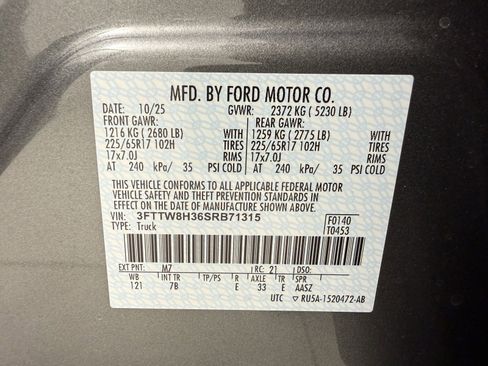 MFD. BY FORD MOTOR CO.
DATE: 10/25 GVWR: 2372 KG ( 5230 LB)
FRONT GAWR: REAR GAWR:
1216 KG ( 2680 LB) WITH 1259 KG ( 2775 LB) WITH
225/65R17 102H TIRES 225/65R17 102H TIRES
17x7.0J RIMS 17x7.0J RIMS
AT 240 kPa/ 35 PSI COLD AT 240 kPa/ 35 PSI COLD
THIS VEHICLE CONFORMS TO ALL APPLICABLE FEDERAL MOTOR
VEHICLE SAFETY AND THEFT PREVENTION STANDARDS IN
EFFECT ON THE DATE OF MANUFACTURE SHOWN ABOVE.
VIN: 3FTTW8H36SRB71315 F0140
TYPE: Truck T0453
EXT PNT: M7 RC: 21 DSO:
WB INT TR TP/PS R AXLE TR SPR
121 7B E 33 E AASZ
UTC RU5A-1520472-AB